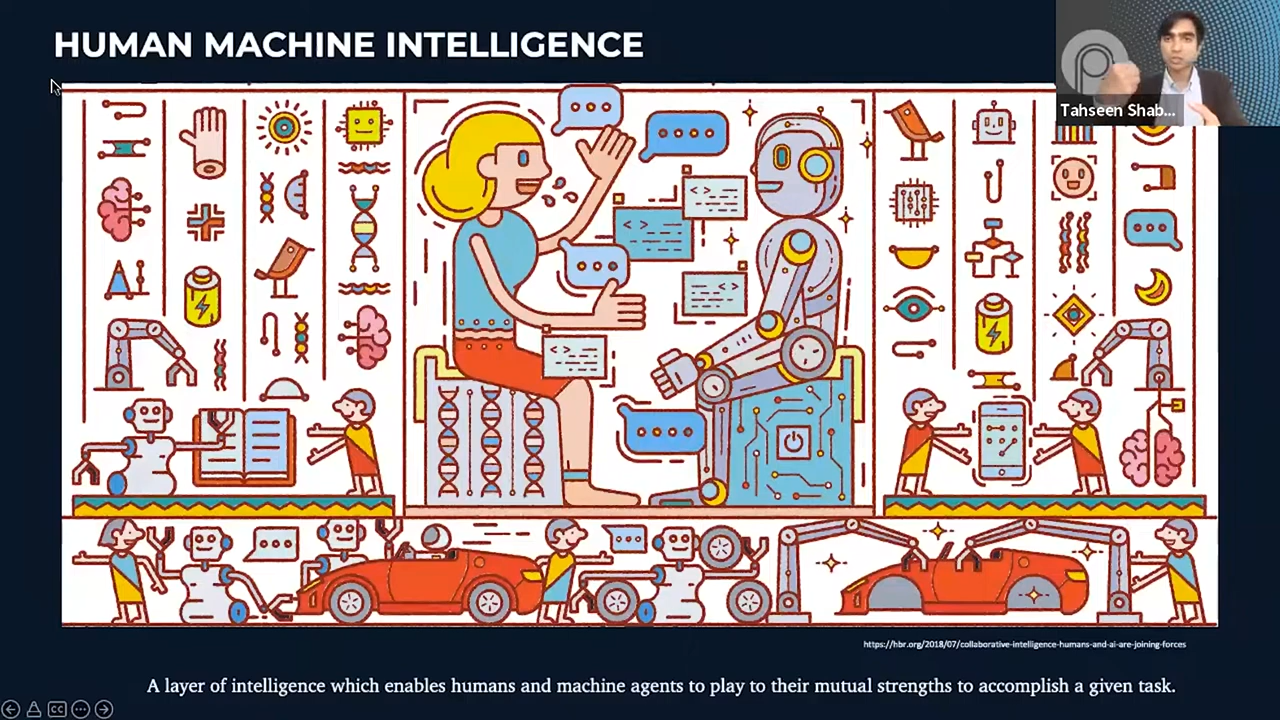 HUMAN MACHINE INTELLIGENCE
Tahseen Shab...
https://hbr.org/2018/07/collaborative-intelligence-humans-and-ai-are-joining-forces
A layer of intelligence which enables humans and machine agents to play to their mutual strengths to accomplish a given task.
CC